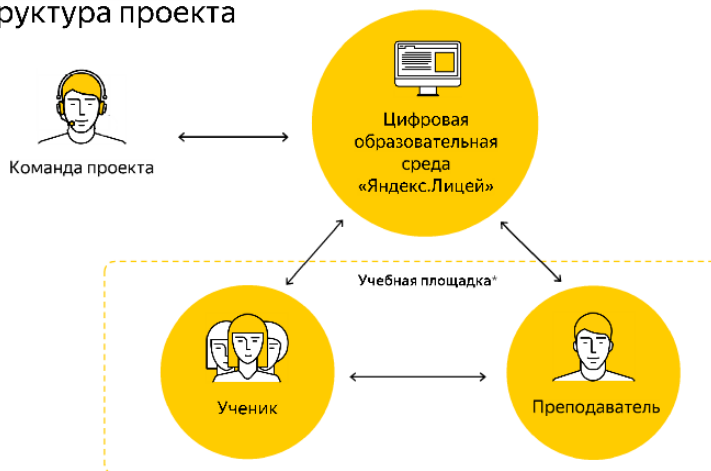 руктура проекта
Команда проекта
Цифровая
образовательная
среда
«Яндекс.Лицей»
Учебная площадка*
Ученик
Преподаватель